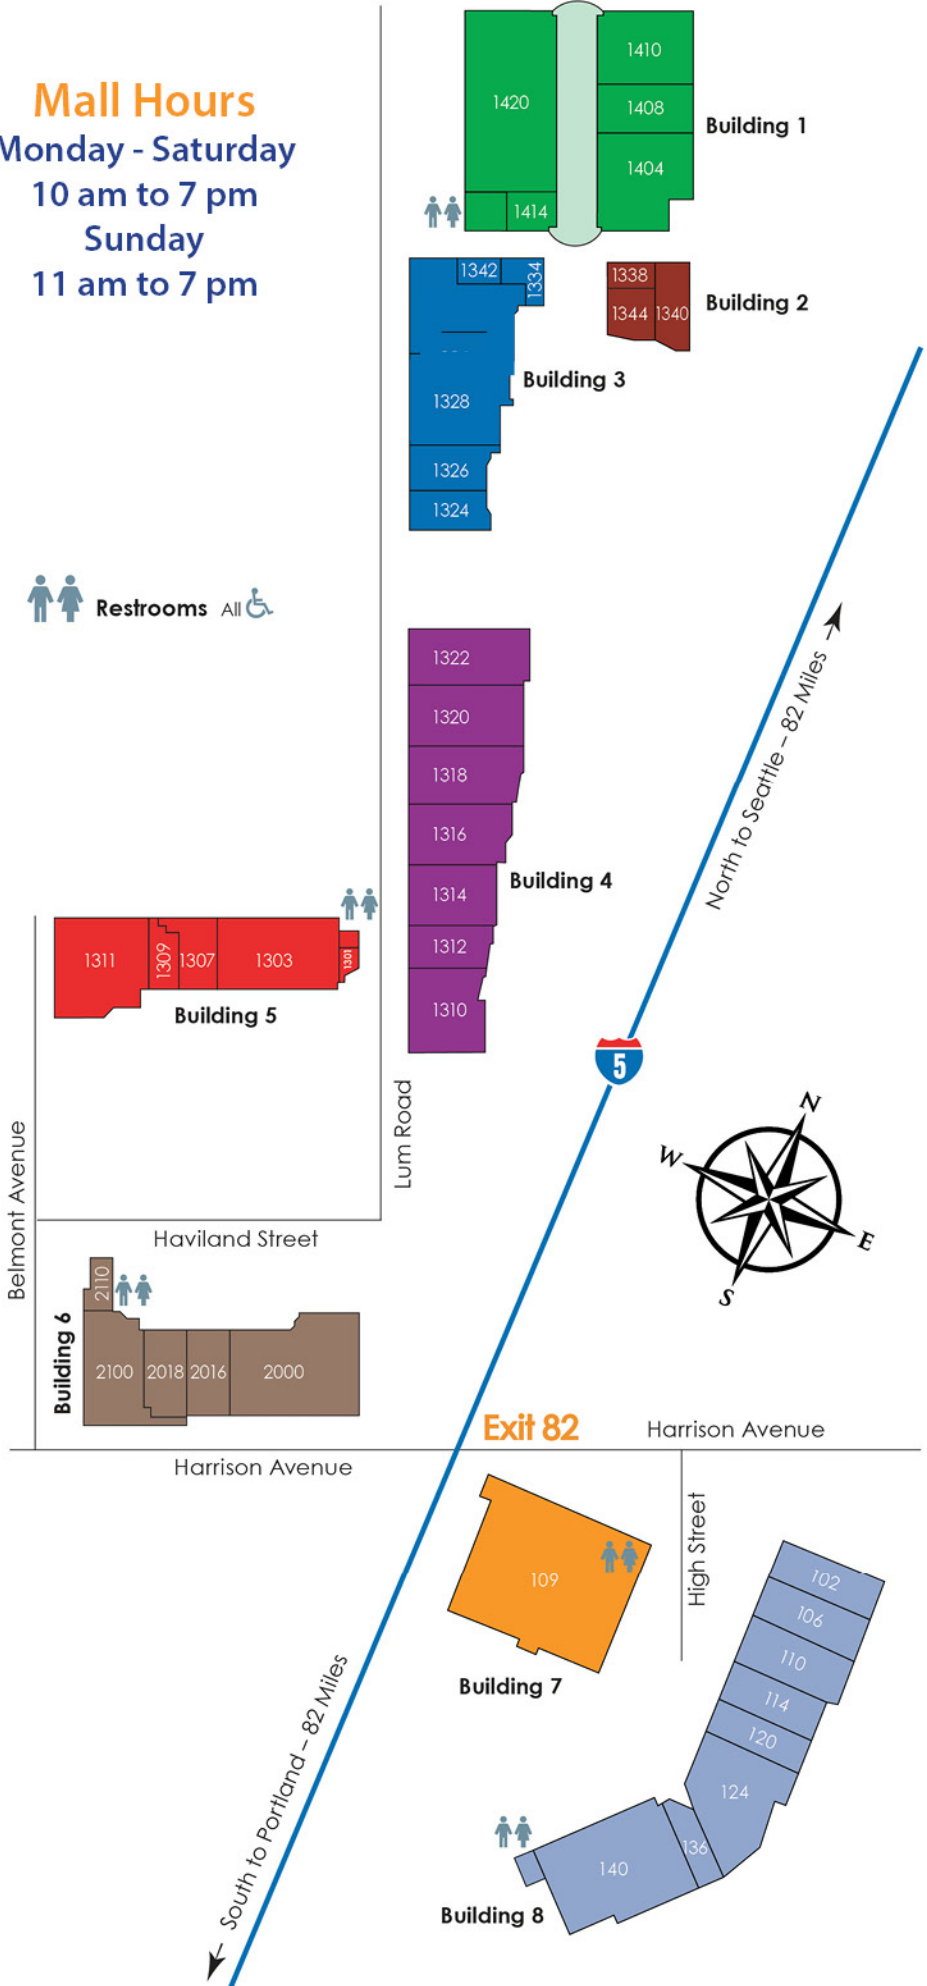 Mall Hours
Monday - Saturday
10 am to 7 pm
Sunday
11 am to 7 pm
1420
1410
1408
1404
1414
Building 1
1342
1334
1338
1344
1340
Building 2
Building 3
1328
1326
1324
Restrooms All
1322
1320
1318
1316
1314
1312
1310
Building 4
North to Seattle – 82 Miles
1311
1309
1307
1303
1301
Building 5
5
Lum Road
Belmont Avenue
Haviland Street
N
W
E
S
2110
2100
2018
2016
2000
Building 6
Exit 82
Harrison Avenue
Harrison Avenue
High Street
109
Building 7
South to Portland – 82 Miles
102
106
110
114
120
124
136
140
Building 8